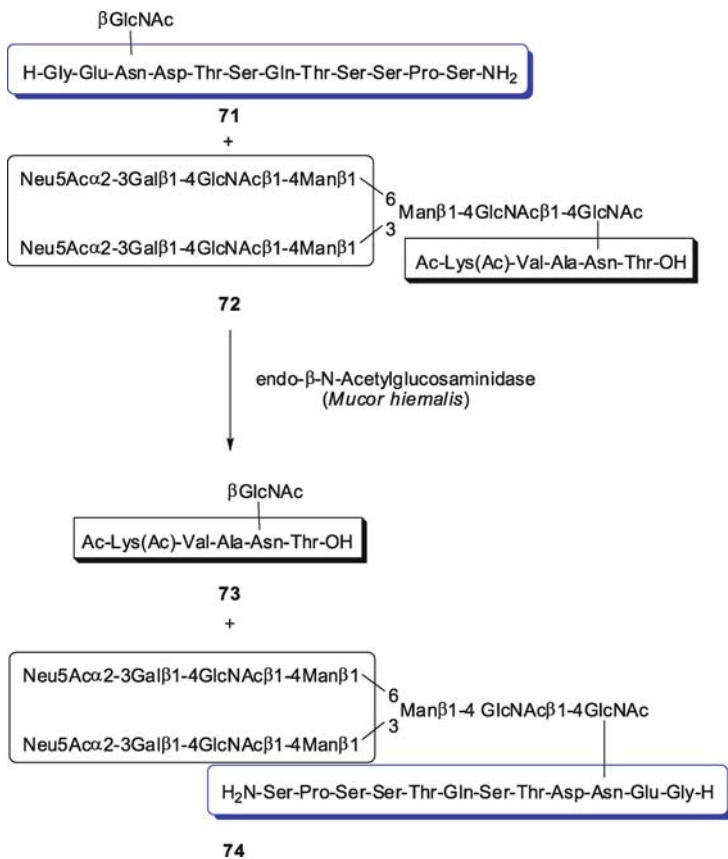 βGlcNAc
H-Gly-Glu-Asn-Asp-Thr-Ser-Gln-Thr-Ser-Ser-Pro-Ser-NH₂
71
+
Neu5Acα2-3Galβ1-4GlcNAcβ1-4Manβ1
6
Manβ1-4GlcNAcβ1-4GlcNAc
Neu5Acα2-3Galβ1-4GlcNAcβ1-4Manβ1
3
Ac-Lys(Ac)-Val-Ala-Asn-Thr-OH
72
endo-β-N-Acetylglucosaminidase
(Mucor hiemalis)
βGlcNAc
Ac-Lys(Ac)-Val-Ala-Asn-Thr-OH
73
+
Neu5Acα2-3Galβ1-4GlcNAcβ1-4Manβ1
6
Manβ1-4 GlcNAcβ1-4GlcNAc
Neu5Acα2-3Galβ1-4GlcNAcβ1-4Manβ1
3
H₂N-Ser-Pro-Ser-Ser-Thr-Gln-Ser-Thr-Asp-Asn-Glu-Gly-H
74